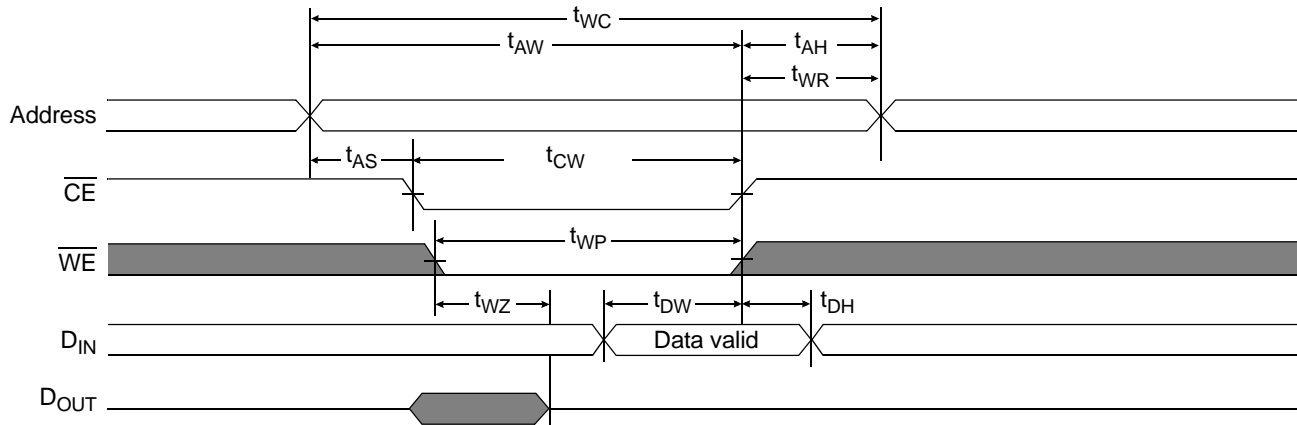 tWC
tAW
tAH
tWR
Address
tAS
tCW
CE
tWP
WE
tWZ
tDW
tDH
DIN
Data valid
DOUT